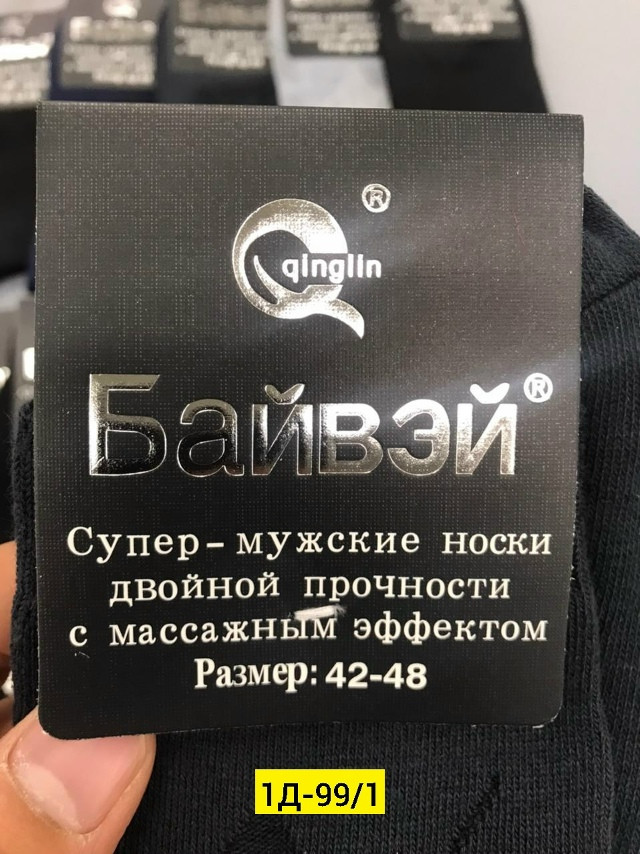 ®
qinglin
Байвэй®
Супер-мужские носки
двойной прочности
с массажным эффектом
Размер: 42-48
1Д-99/1